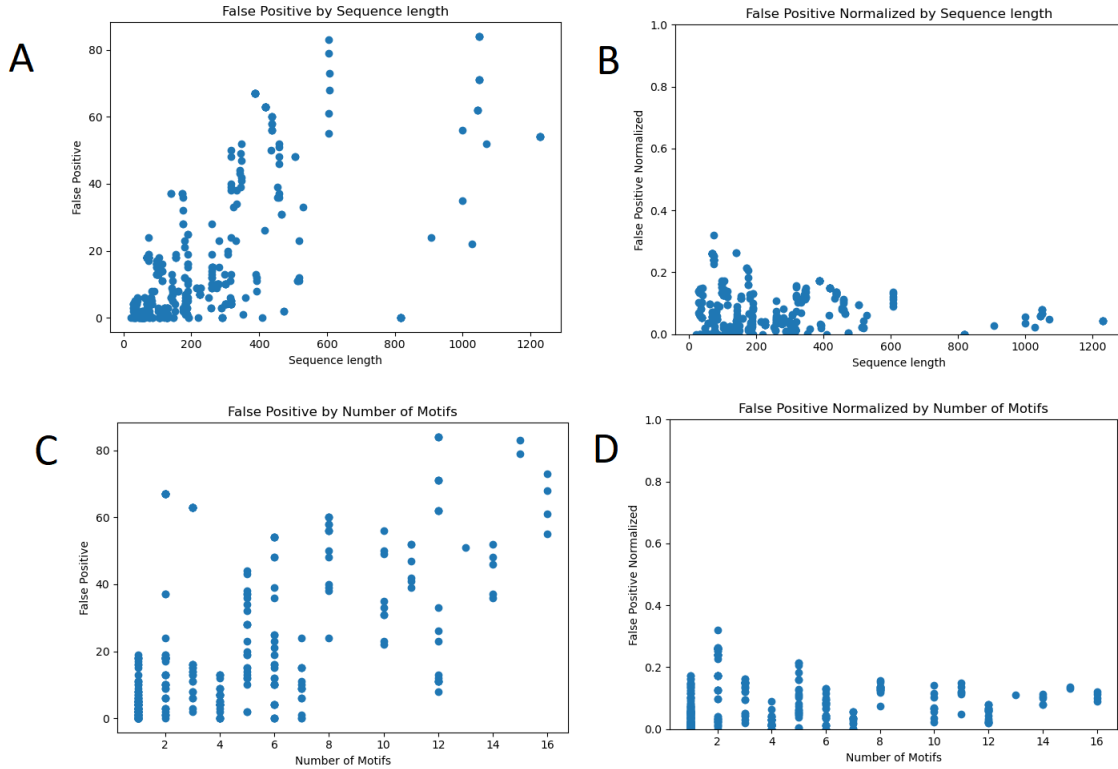 A
False Positive by Sequence length
False Positive
80
60
40
20
0
0 200 400 600 800 1000 1200
Sequence length
B
False Positive Normalized by Sequence length
False Positive Normalized
1.0
0.8
0.6
0.4
0.2
0.0
0 200 400 600 800 1000 1200
Sequence length
C
False Positive by Number of Motifs
False Positive
80
60
40
20
0
2 4 6 8 10 12 14 16
Number of Motifs
D
False Positive Normalized by Number of Motifs
False Positive Normalized
1.0
0.8
0.6
0.4
0.2
0.0
2 4 6 8 10 12 14 16
Number of Motifs